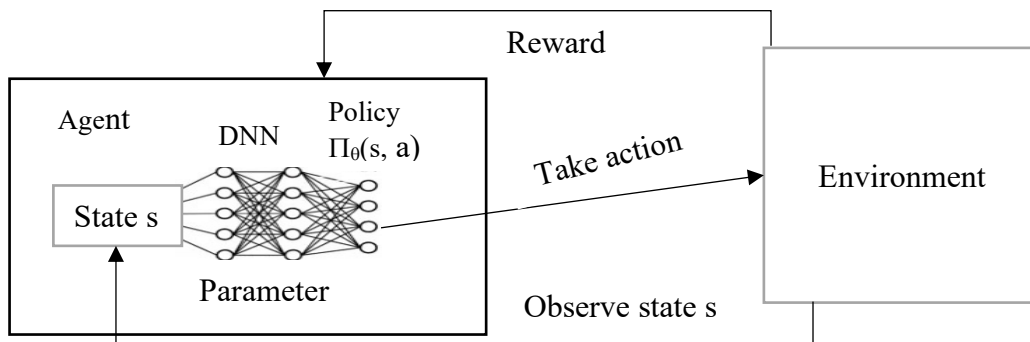 Reward
Agent
Policy
DNN
Πθ(s, a)
Take action
Environment
State s
Parameter
Observe state s